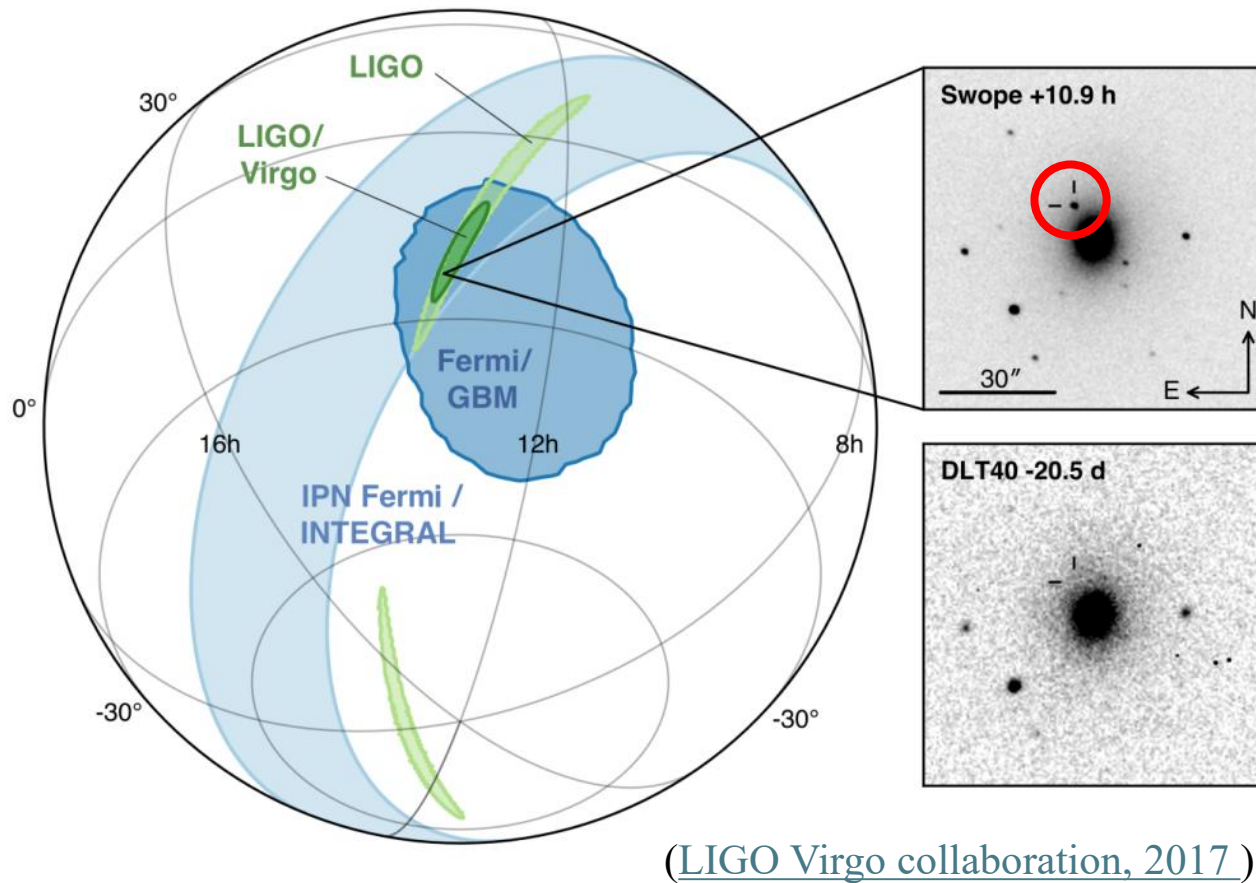 LIGO
30°
LIGO/
Virgo
Fermi/
GBM
0°
16h
12h
8h
IPN Fermi /
INTEGRAL
-30°
-30°
Swope +10.9 h
30″
N
E
DLT40 -20.5 d
(LIGO Virgo collaboration, 2017 )